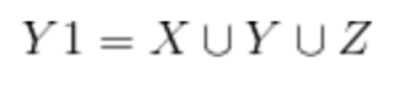 Y1 = X ∪ Y ∪ Z